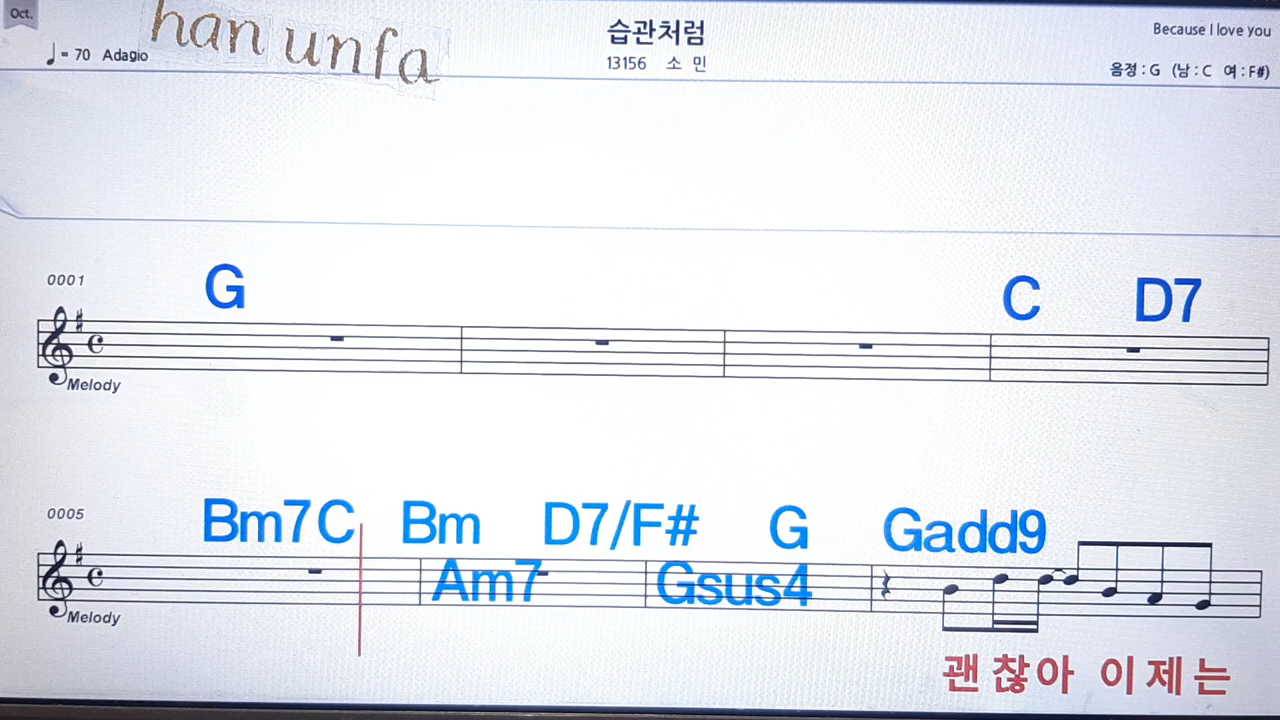 Oct.
han unfa
습관처럼
Because I love you
♩= 70 Adagio
13156 소 민
음정 : G (남 : C 여 : F#)
0001
G C D7
Melody
0005
Bm7 C Bm D7/F# G Gadd9
Am7 Gsus4
Melody
괜찮아 이제는